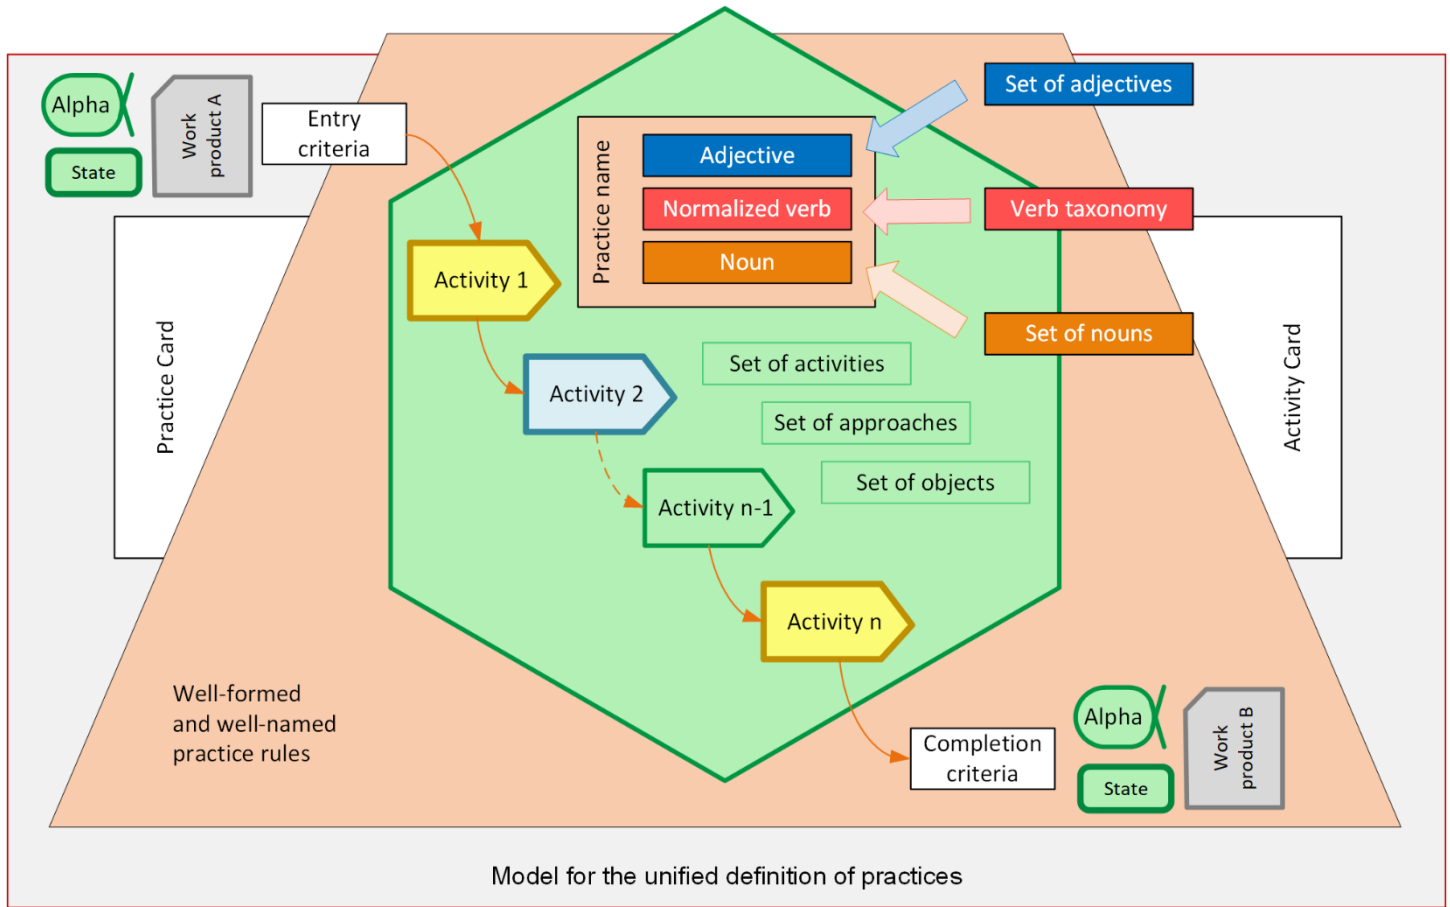 Set of adjectives
Alpha
Work
product A
Entry
criteria
State
Practice name
Adjective
Normalized verb
Noun
Verb taxonomy
Set of nouns
Activity 1
Practice Card
Activity Card
Set of activities
Activity 2
Set of approaches
Set of objects
Activity n-1
Activity n
Well-formed
and well-named
practice rules
Completion
criteria
Alpha
State
Work
product B
Model for the unified definition of practices